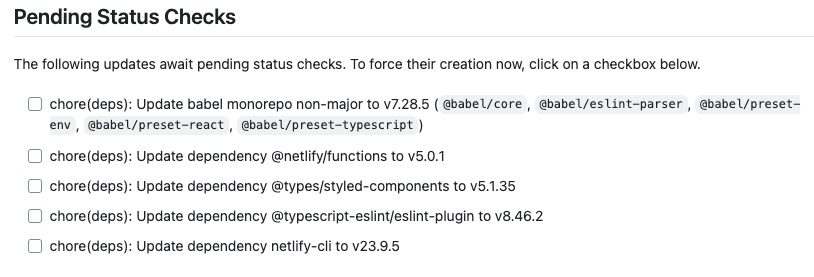 Pending Status Checks
The following updates await pending status checks. To force their creation now, click on a checkbox below.
chore(deps): Update babel monorepo non-major to v7.28.5 ( @babel/core , @babel/eslint-parser , @babel/preset-
env , @babel/preset-react , @babel/preset-typescript )
chore(deps): Update dependency @netlify/functions to v5.0.1
chore(deps): Update dependency @types/styled-components to v5.1.35
chore(deps): Update dependency @typescript-eslint/eslint-plugin to v8.46.2
chore(deps): Update dependency netlify-cli to v23.9.5